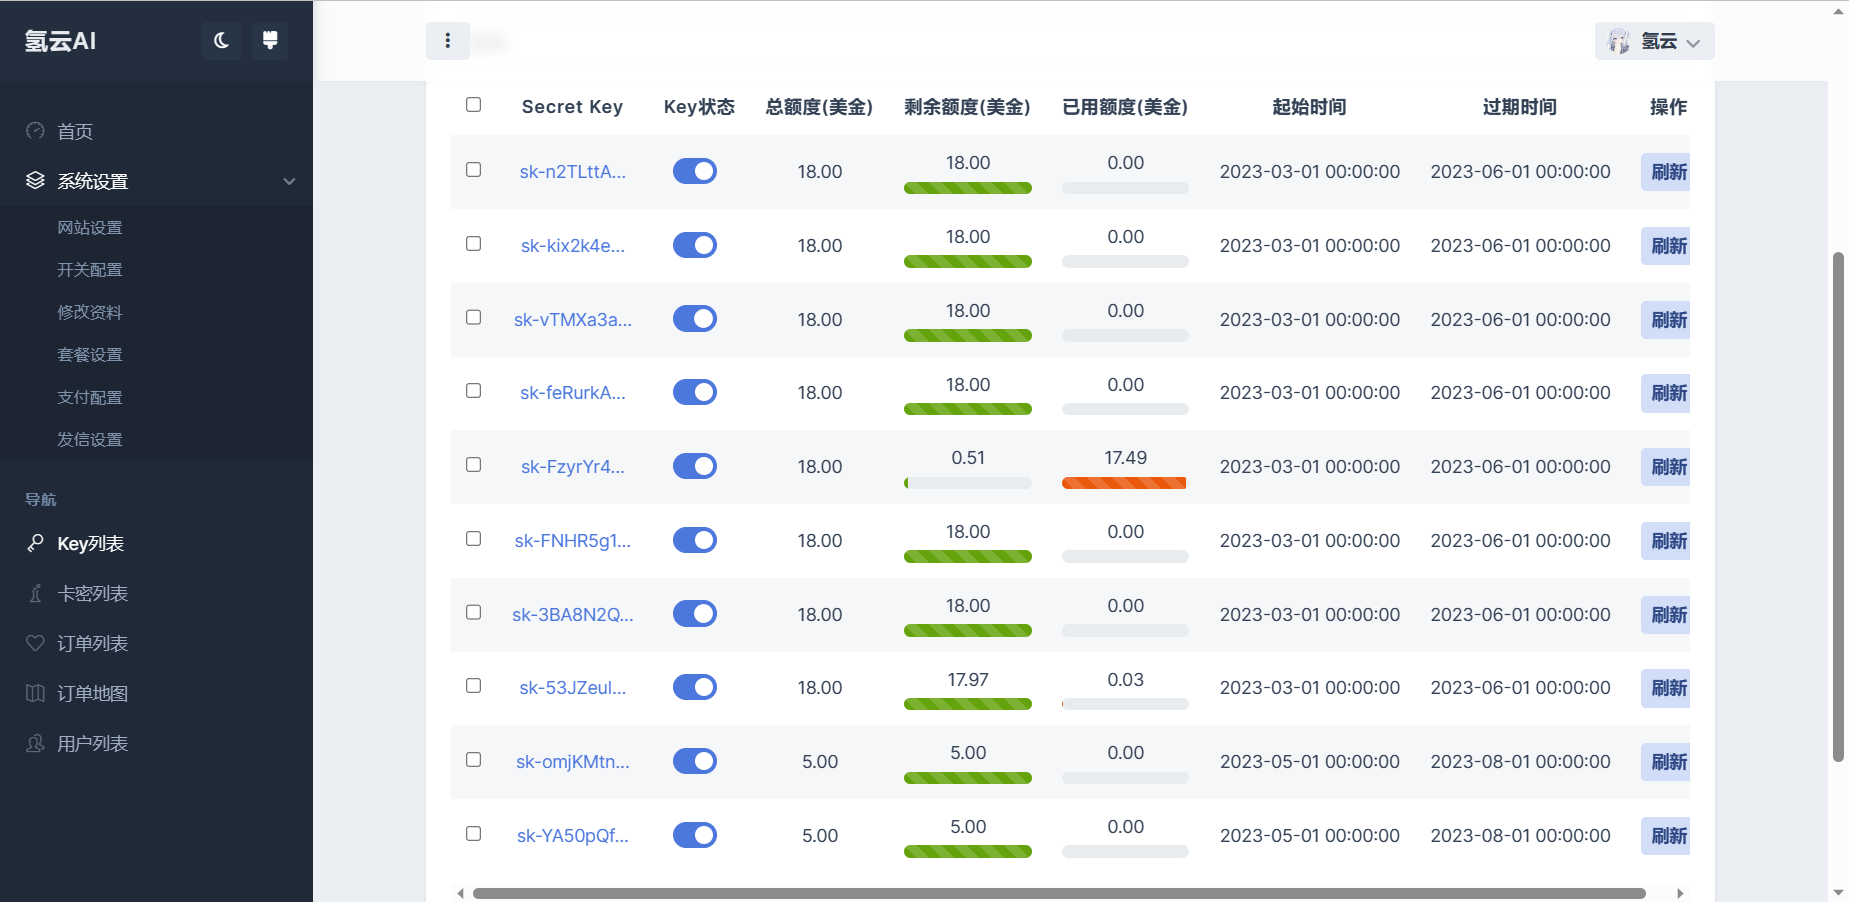 氢云AI
氢云
首页
系统设置
网站设置
开关配置
修改资料
套餐设置
支付配置
发信设置
导航
Key列表
卡密列表
订单列表
订单地图
用户列表
Secret Key Key状态 总额度(美金) 剩余额度(美金) 已用额度(美金) 起始时间 过期时间 操作
sk-n2TLttA... 18.00 18.00 0.00 2023-03-01 00:00:00 2023-06-01 00:00:00 刷新
sk-kix2k4e... 18.00 18.00 0.00 2023-03-01 00:00:00 2023-06-01 00:00:00 刷新
sk-vTMXa3a... 18.00 18.00 0.00 2023-03-01 00:00:00 2023-06-01 00:00:00 刷新
sk-feRurkA... 18.00 18.00 0.00 2023-03-01 00:00:00 2023-06-01 00:00:00 刷新
sk-FzyrYr4... 18.00 0.51 17.49 2023-03-01 00:00:00 2023-06-01 00:00:00 刷新
sk-FNHR5g1... 18.00 18.00 0.00 2023-03-01 00:00:00 2023-06-01 00:00:00 刷新
sk-3BA8N2Q... 18.00 18.00 0.00 2023-03-01 00:00:00 2023-06-01 00:00:00 刷新
sk-53JZeul... 18.00 17.97 0.03 2023-03-01 00:00:00 2023-06-01 00:00:00 刷新
sk-omjKMtn... 5.00 5.00 0.00 2023-05-01 00:00:00 2023-08-01 00:00:00 刷新
sk-YA50pQf... 5.00 5.00 0.00 2023-05-01 00:00:00 2023-08-01 00:00:00 刷新